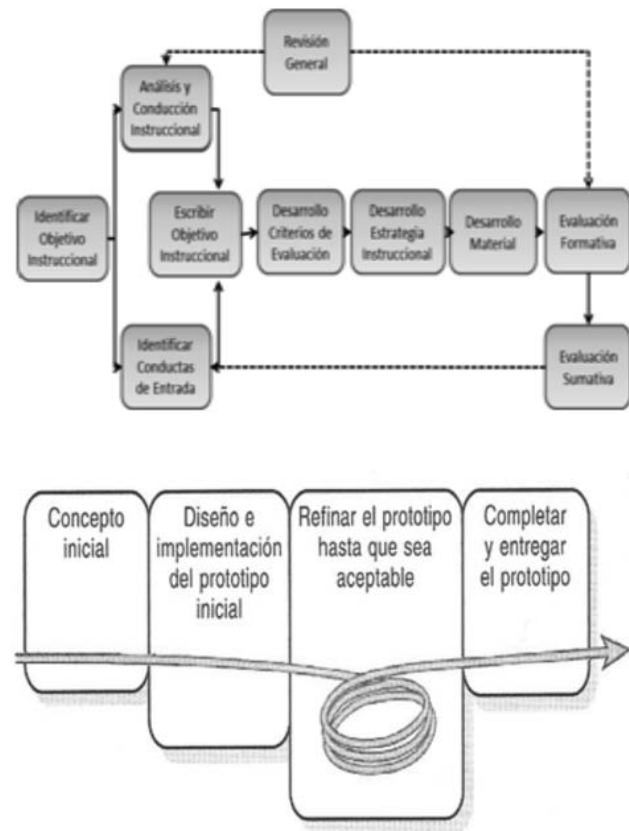 Revisión
General
Análisis y
Conducción
Instruccional
Identificar
Objetivo
Instruccional
Escribir
Objetivo
Instruccional
Desarrollo
Criterios de
Evaluación
Desarrollo
Estrategia
Instruccional
Desarrollo
Material
Evaluación
Formativa
Identificar
Conductas
de Entrada
Evaluación
Sumativa
Concepto
inicial
Diseño e
implementación
del prototipo
inicial
Refinar el prototipo
hasta que sea
aceptable
Completar
y entregar
el prototipo